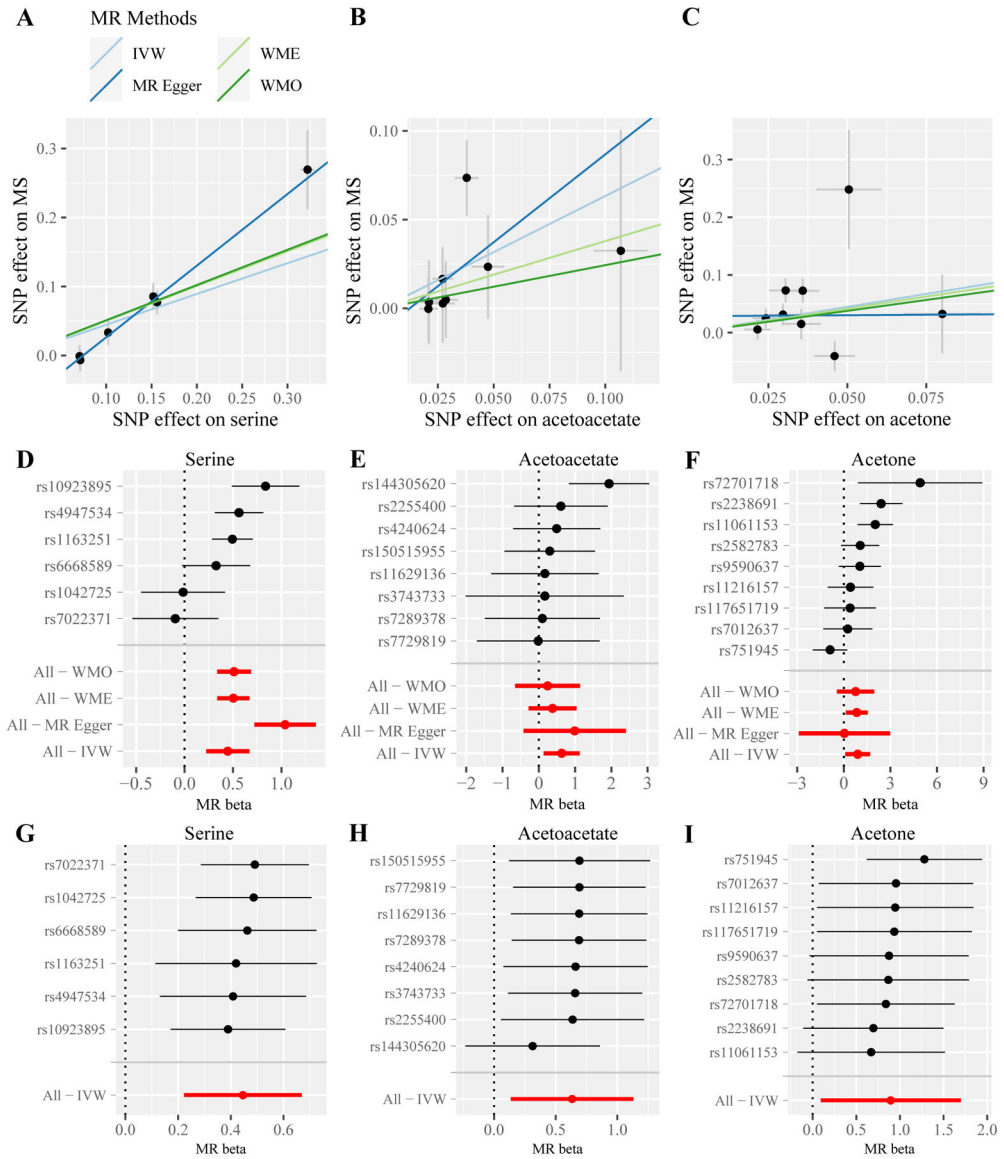 A
MR Methods
IVW
WME
MR Egger
WMO
B
C
SNP effect on MS
0.3
0.2
0.1
0.0
0.10
0.15
0.20
0.25
0.30
SNP effect on serine
SNP effect on MS
0.10
0.05
0.00
0.025
0.050
0.075
0.100
SNP effect on acetoacetate
SNP effect on MS
0.3
0.2
0.1
0.0
0.025
0.050
0.075
SNP effect on acetone
D
Serine
rs10923895
rs4947534
rs1163251
rs6668589
rs1042725
rs7022371
All − WMO
All − WME
All − MR Egger
All − IVW
−0.5
0.0
0.5
1.0
MR beta
E
Acetoacetate
rs144305620
rs2255400
rs4240624
rs150515955
rs11629136
rs3743733
rs7289378
rs7729819
All − WMO
All − WME
All − MR Egger
All − IVW
−2
−1
0
1
2
3
MR beta
F
Acetone
rs72701718
rs2238691
rs11061153
rs2582783
rs9590637
rs11216157
rs117651719
rs7012637
rs751945
All − WMO
All − WME
All − MR Egger
All − IVW
−3
0
3
6
9
MR beta
G
Serine
rs7022371
rs1042725
rs6668589
rs1163251
rs4947534
rs10923895
All − IVW
0.0
0.2
0.4
0.6
MR beta
H
Acetoacetate
rs150515955
rs7729819
rs11629136
rs7289378
rs4240624
rs3743733
rs2255400
rs144305620
All − IVW
0.0
0.5
1.0
MR beta
I
Acetone
rs751945
rs7012637
rs11216157
rs117651719
rs9590637
rs2582783
rs72701718
rs2238691
rs11061153
All − IVW
0.0
0.5
1.0
1.5
2.0
MR beta